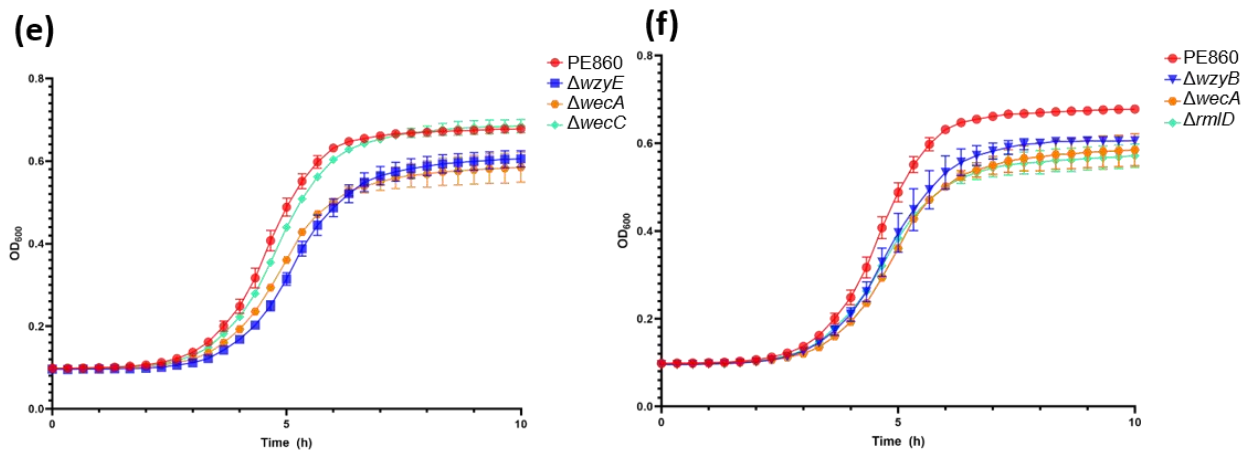 (e)
PE860
ΔwzyE
ΔwecA
ΔwecC
0.8
0.6
0.4
0.2
0.0
OD600
0
5
10
Time (h)
(f)
PE860
ΔwzyB
ΔwecA
ΔrmlD
0.8
0.6
0.4
0.2
0.0
OD600
0
5
10
Time (h)